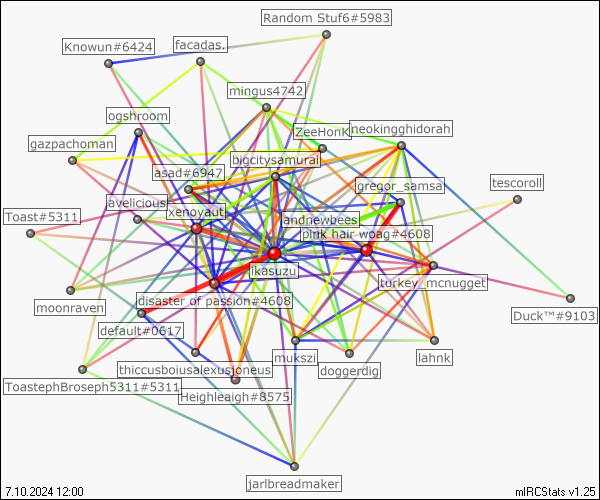 Random Stuf6#5983
Knowun#6424
facadas.
mingus4742
ogshroom
ZeeHonK
neokingghidorah
gazpachoman
bigcitysamurai
asad#6947
gregor_samsa
tescoroll
avelicious
xenoyaut
Toast#5311
andnewbees
pink hair woag#4608
ikasuzu
turkey_mcnugget
moonraven
disaster of passion#4608
Duck™#9103
default#0617
mukszi
lahnk
thiccusboiusalexusjoneus
doggerdig
ToastephBroseph5311#5311
Heighleaigh#8575
jarlbreadmaker
7.10.2024 12:00
mIRCStats v1.25